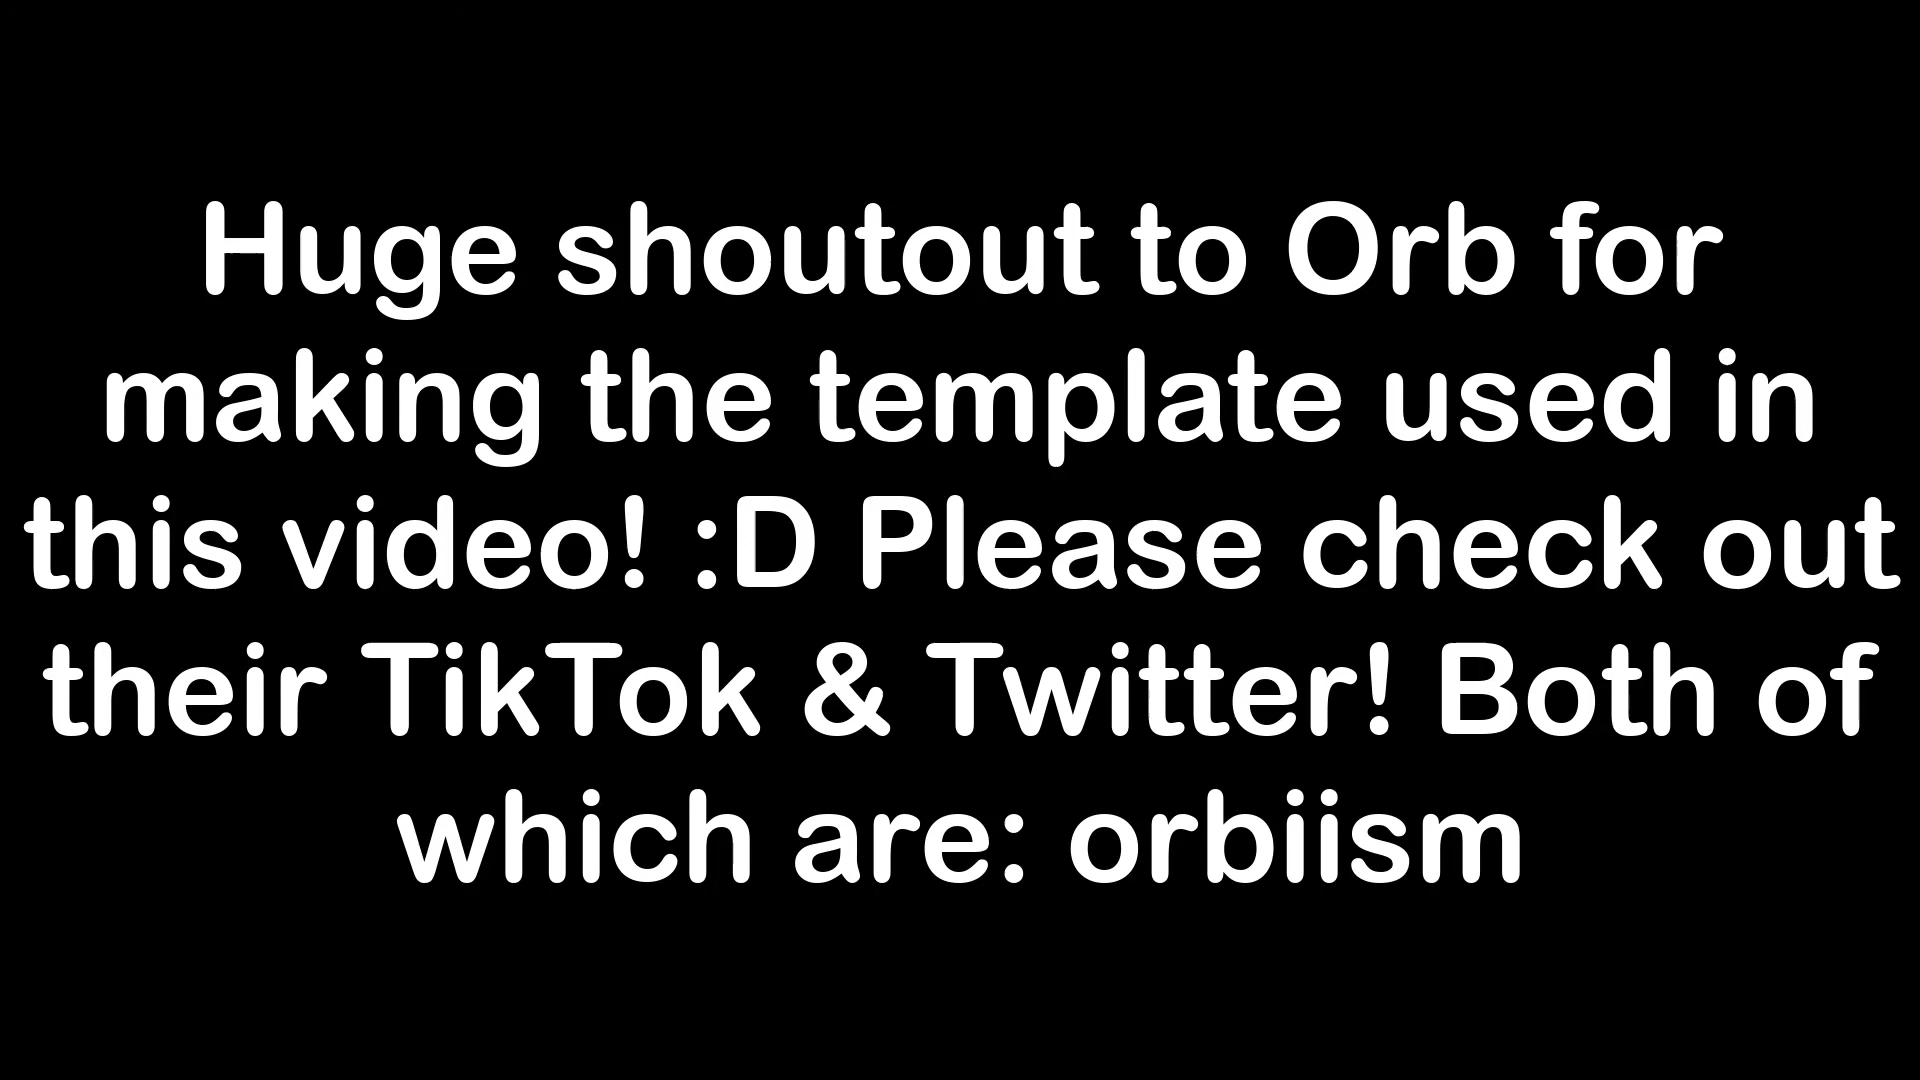 Huge shoutout to Orb for
making the template used in
this video! :D Please check out
their TikTok & Twitter! Both of
which are: orbiism